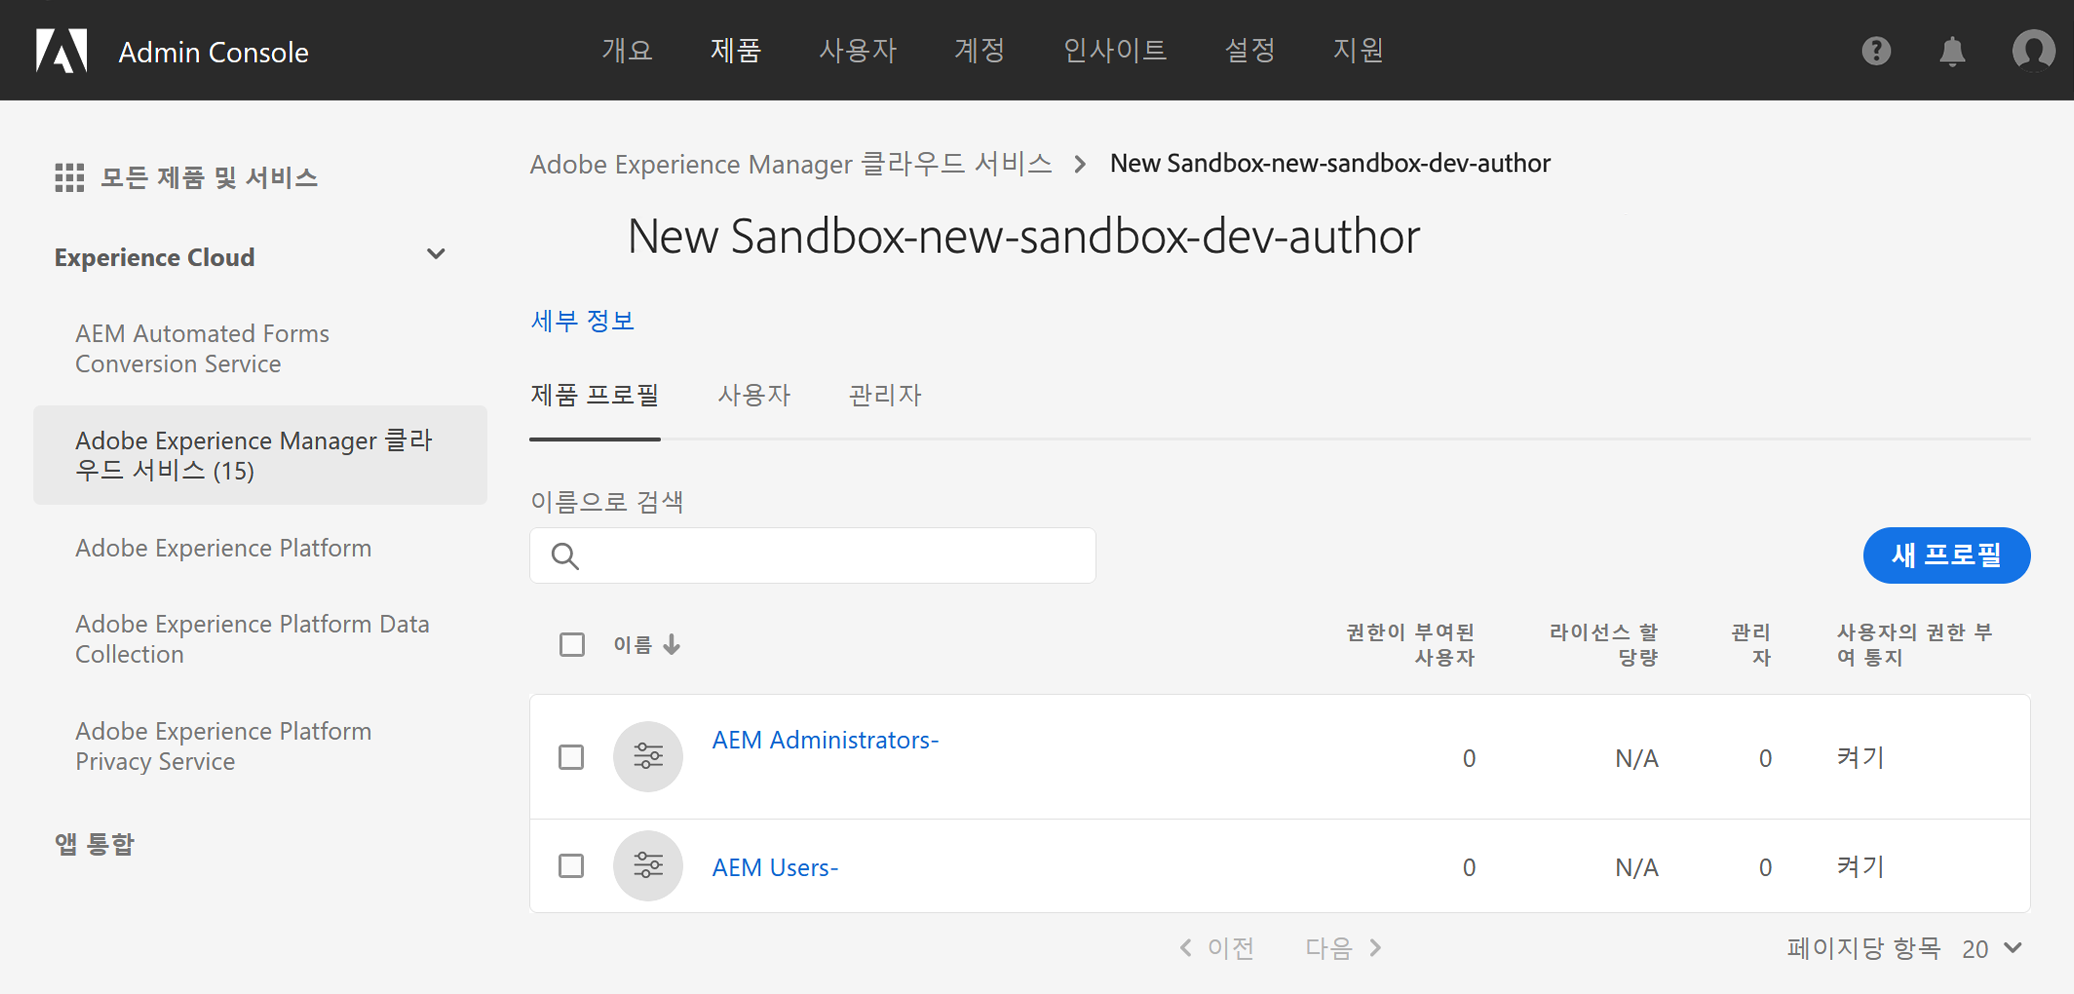 Admin Console
개요
제품
사용자
계정
인사이트
설정
지원
모든 제품 및 서비스
Experience Cloud
AEM Automated Forms
Conversion Service
Adobe Experience Manager 클라
우드 서비스 (15)
Adobe Experience Platform
Adobe Experience Platform Data
Collection
Adobe Experience Platform
Privacy Service
앱 통합
Adobe Experience Manager 클라우드 서비스 > New Sandbox-new-sandbox-dev-author
New Sandbox-new-sandbox-dev-author
세부 정보
제품 프로필
사용자
관리자
이름으로 검색
새 프로필
이름
권한이 부여된
사용자
라이선스 할
당량
관리
자
사용자의 권한 부
여 통지
AEM Administrators- 0 N/A 0 켜기
AEM Users- 0 N/A 0 켜기
이전
다음
페이지당 항목 20